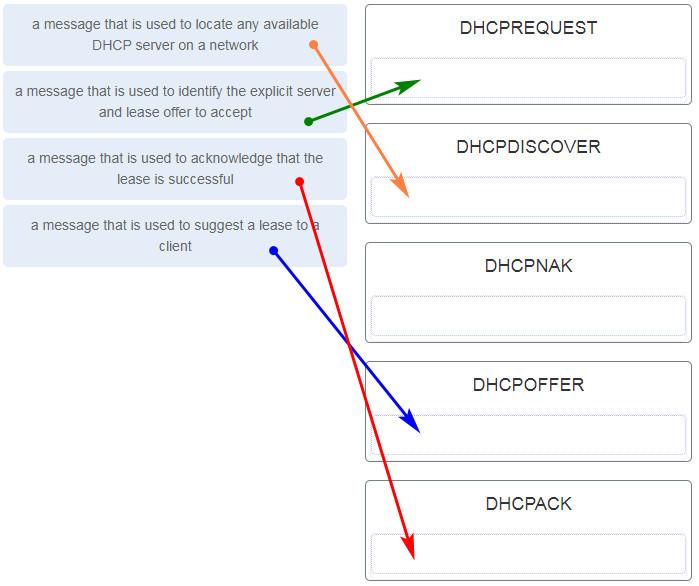 a message that is used to locate any available
DHCP server on a network
a message that is used to identify the explicit server
and lease offer to accept
a message that is used to acknowledge that the
lease is successful
a message that is used to suggest a lease to a
client
DHCPREQUEST
DHCPDISCOVER
DHCPNAK
DHCPOFFER
DHCPACK